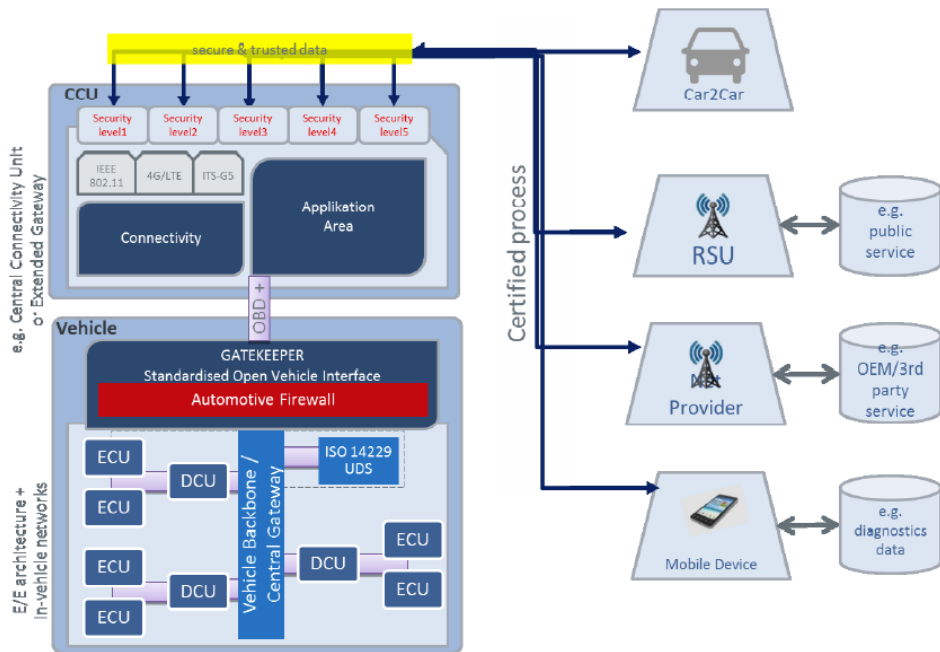 secure & trusted data
CCU
Security
level1
Security
level2
Security
level3
Security
level4
Security
level5
IEEE
802.11
4G/LTE
ITS-G5
Connectivity
Applikation
Area
e.g. Central Connectivity Unit
or Extended Gateway
OBD +
Vehicle
GATEKEEPER
Standardised Open Vehicle Interface
Automotive Firewall
ECU
ECU
DCU
ISO 14229
UDS
Vehicle Backbone /
Central Gateway
ECU
ECU
DCU
DCU
ECU
ECU
E/E architecture +
In-vehicle networks
Certified process
Car2Car
RSU
e.g.
public
service
Provider
e.g.
OEM/3rd
party
service
Mobile Device
e.g.
diagnostics
data